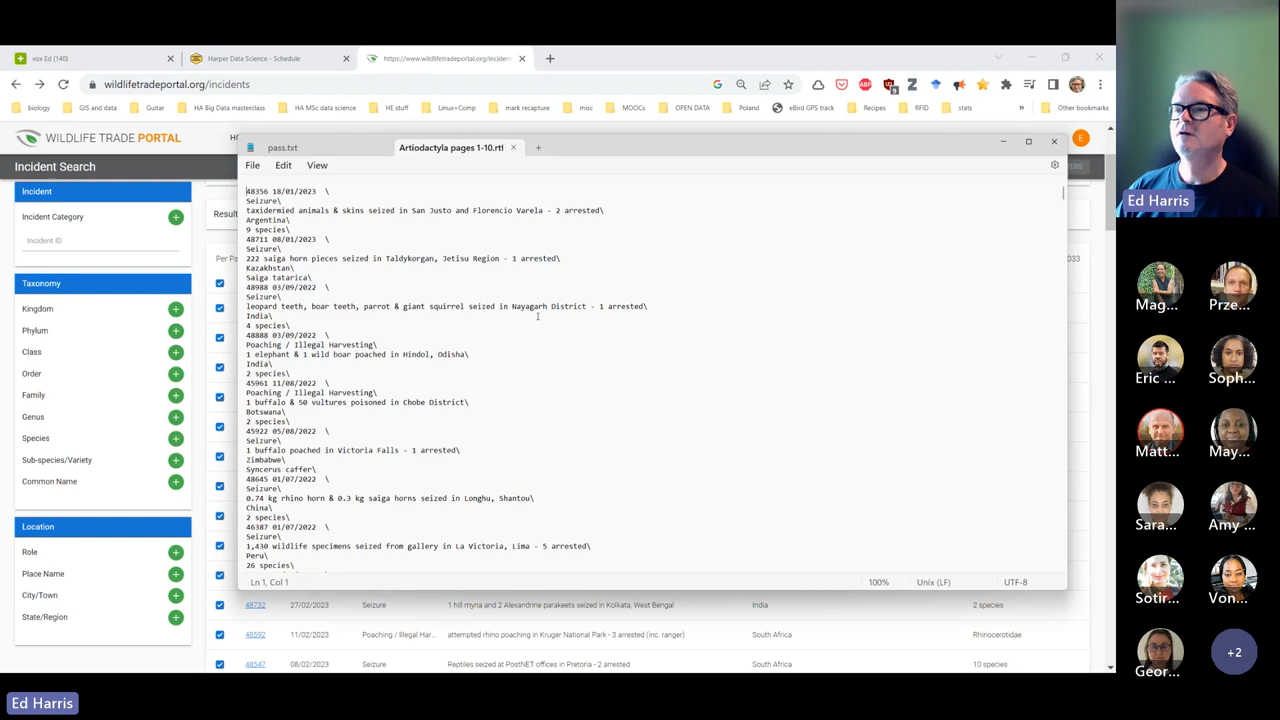 vox Ed (140)
Harper Data Science - Schedule
https://www.wildlifetradeportal.org/inciden
wildlifetradeportal.org/incidents
biology
GIS and data
Guitar
HA Big Data masterclass
HA MSc data science
HE stuff
Linux+Comp
mark recapture
misc
MOOCs
OPEN DATA
Poland
eBird GPS track
Recipes
RFID
stats
»
Other bookmarks
WILDLIFE TRADE PORTAL
E
Incident Search
Incident
Incident Category
Incident ID
Taxonomy
Kingdom
Phylum
Class
Order
Family
Genus
Species
Sub-species/Variety
Common Name
Location
Role
Place Name
City/Town
State/Region
Result
Per Pa
033
pass.txt
Artiodactyla pages 1-10.rtf
File Edit View
48356 18/01/2023 \
Seizure\
taxidermied animals & skins seized in San Justo and Florencio Varela - 2 arrested\
Argentina\
9 species\
48711 08/01/2023 \
Seizure\
222 saiga horn pieces seized in Taldykorgan, Jetisu Region - 1 arrested\
Kazakhstan\
Saiga tatarica\
48988 03/09/2022 \
Seizure\
leopard teeth, boar teeth, parrot & giant squirrel seized in Nayagarh District - 1 arrested\
India\
4 species\
48888 03/09/2022 \
Poaching / Illegal Harvesting\
1 elephant & 1 wild boar poached in Hindol, Odisha\
India\
2 species\
45961 11/08/2022 \
Poaching / Illegal Harvesting\
1 buffalo & 50 vultures poisoned in Chobe District\
Botswana\
2 species\
45922 05/08/2022 \
Seizure\
1 buffalo poached in Victoria Falls - 1 arrested\
Zimbabwe\
Syncerus caffer\
48645 01/07/2022 \
Seizure\
0.74 kg rhino horn & 0.3 kg saiga horns seized in Longhu, Shantou\
China\
2 species\
46387 01/07/2022 \
Seizure\
1,430 wildlife specimens seized from gallery in La Victoria, Lima - 5 arrested\
Peru\
26 species\
Ln 1, Col 1
100%
Unix (LF)
UTF-8
48732 27/02/2023 Seizure 1 hill myna and 2 Alexandrine parakeets seized in Kolkata, West Bengal India 2 species
48592 11/02/2023 Poaching / Illegal Har... attempted rhino poaching in Kruger National Park - 3 arrested (inc. ranger) South Africa Rhinocerotidae
48547 08/02/2023 Seizure Reptiles seized at PostNET offices in Pretoria - 2 arrested South Africa 10 species
Ed Harris
Mag...
Prze...
Eric ...
Soph...
Matt...
May...
Sara...
Amy ...
Sotir...
Von...
Geor...
+2
Ed Harris